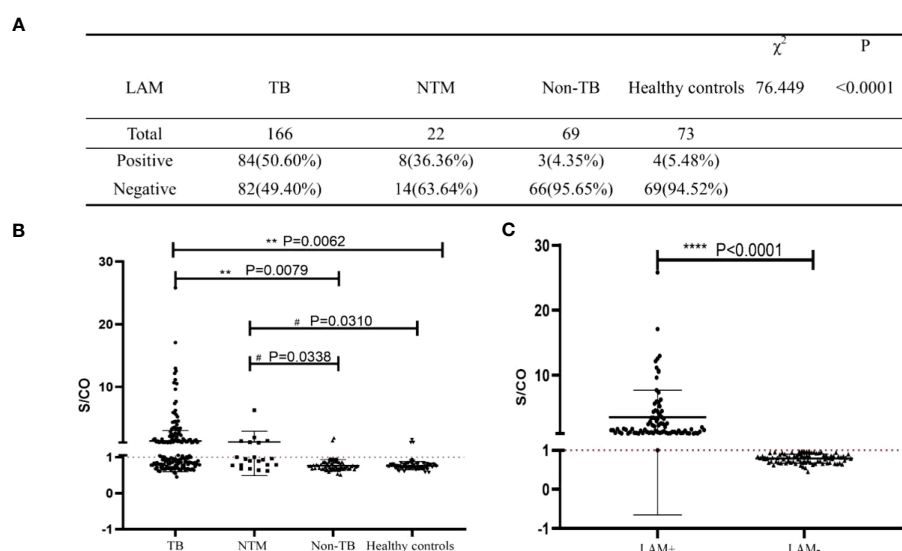 A
χ² P
LAM TB NTM Non-TB Healthy controls 76.449 <0.0001
Total 166 22 69 73
Positive 84(50.60%) 8(36.36%) 3(4.35%) 4(5.48%)
Negative 82(49.40%) 14(63.64%) 66(95.65%) 69(94.52%)
B
** P=0.0062
** P=0.0079
# P=0.0310
# P=0.0338
S/CO
30
20
10
1
0
-1
TB NTM Non-TB Healthy controls
C
**** P<0.0001
S/CO
30
20
10
1
1
0
-1
LAM+ LAM-